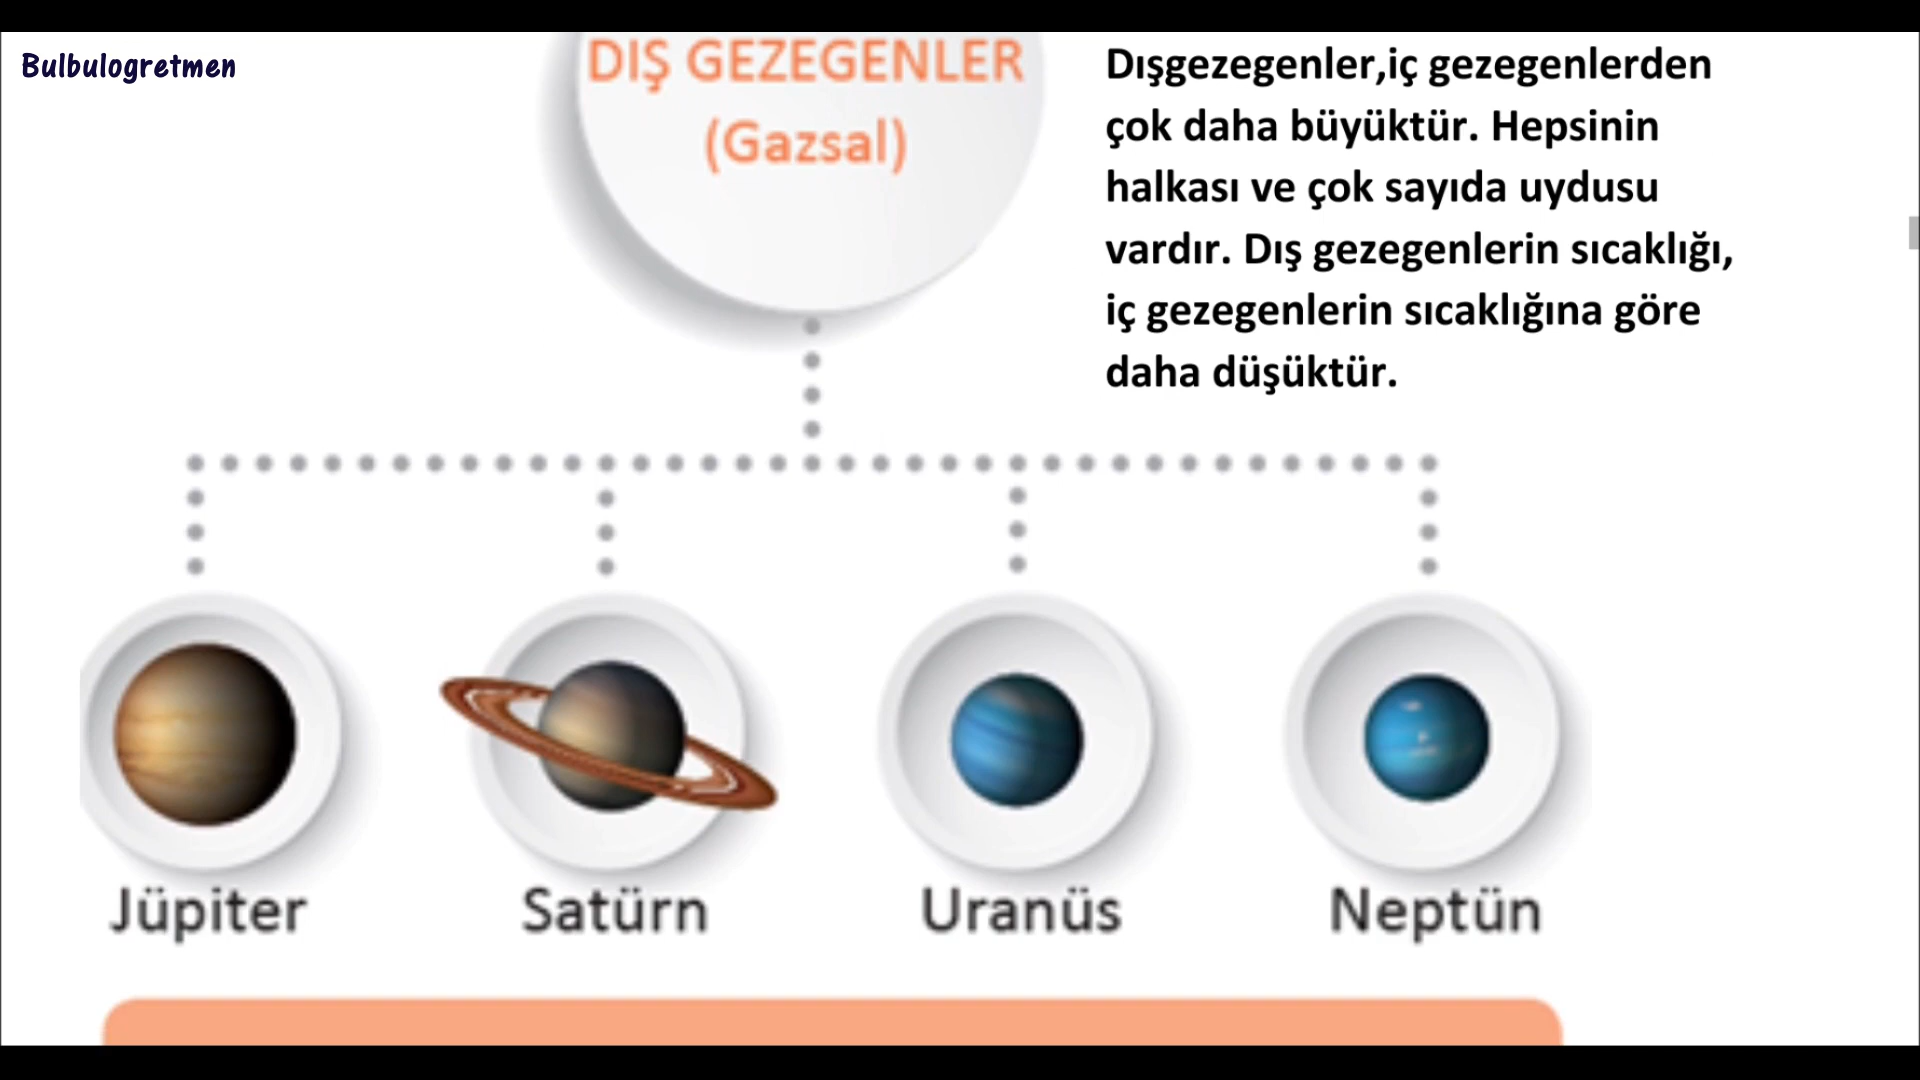 Bulbulogretmen
DIŞ GEZEGENLER
(Gazsal)
Dışgezegenler,iç gezegenlerden
çok daha büyüktür. Hepsinin
halkası ve çok sayıda uydusu
vardır. Dış gezegenlerin sıcaklığı,
iç gezegenlerin sıcaklığına göre
daha düşüktür.
Jüpiter
Satürn
Uranüs
Neptün